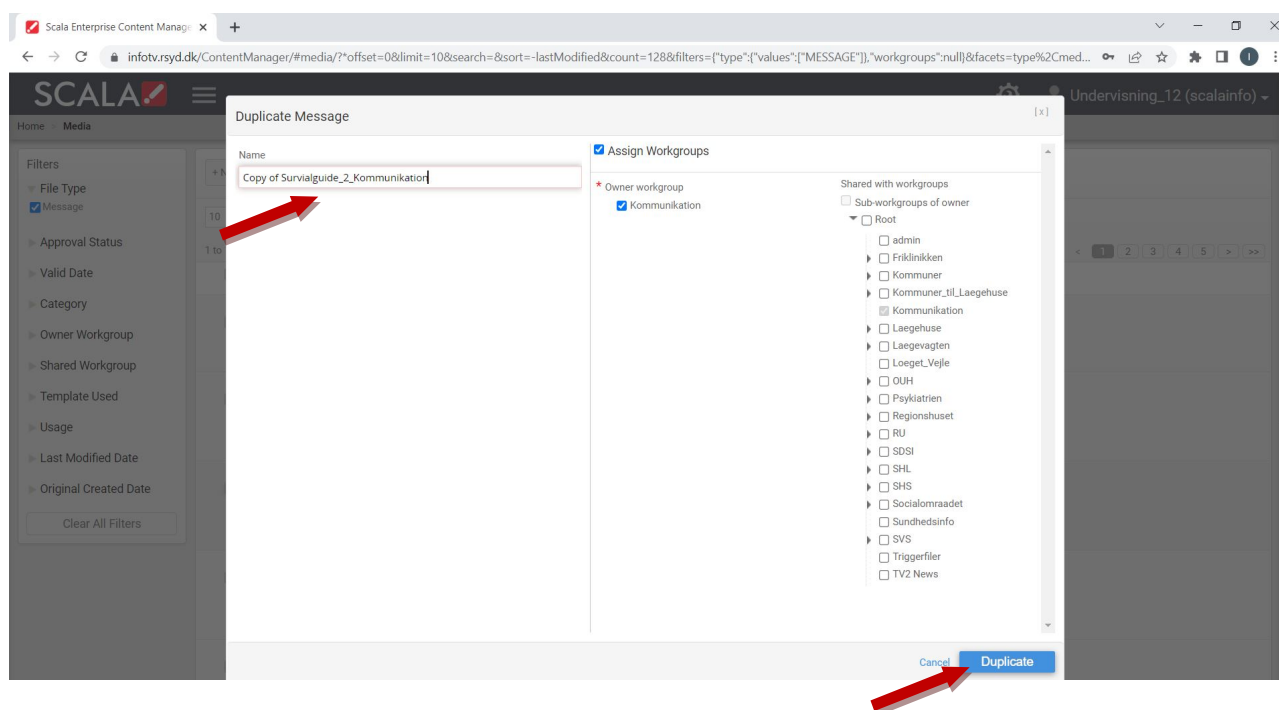 Scala Enterprise Content Manage
infotv.rsyd.dk/ContentManager/#media/?*offset=0&limit=10&search=&sort=-lastModified&count=128&filters={"type":{"values":["MESSAGE"]},"workgroups":null}&facets=type%2Cmed...
SCALA
Undervisning_12 (scalainfo)
Home Media
Filters
File Type
Message
Approval Status
Valid Date
Category
Owner Workgroup
Shared Workgroup
Template Used
Usage
Last Modified Date
Original Created Date
Clear All Filters
+ N
10
1 to
< 1 2 3 4 5 > >>
Duplicate Message
[x]
Name
Copy of Survialguide_2_Kommunikation
Assign Workgroups
* Owner workgroup
Kommunikation
Shared with workgroups
Sub-workgroups of owner
Root
admin
Friklinikken
Kommuner
Kommuner_til_Laegehuse
Kommunikation
Laegehuse
Laegevagten
Loeget_Vejle
OUH
Psykiatrien
Regionshuset
RU
SDSI
SHL
SHS
Socialomraadet
Sundhedsinfo
SVS
Triggerfiler
TV2 News
Cancel Duplicate